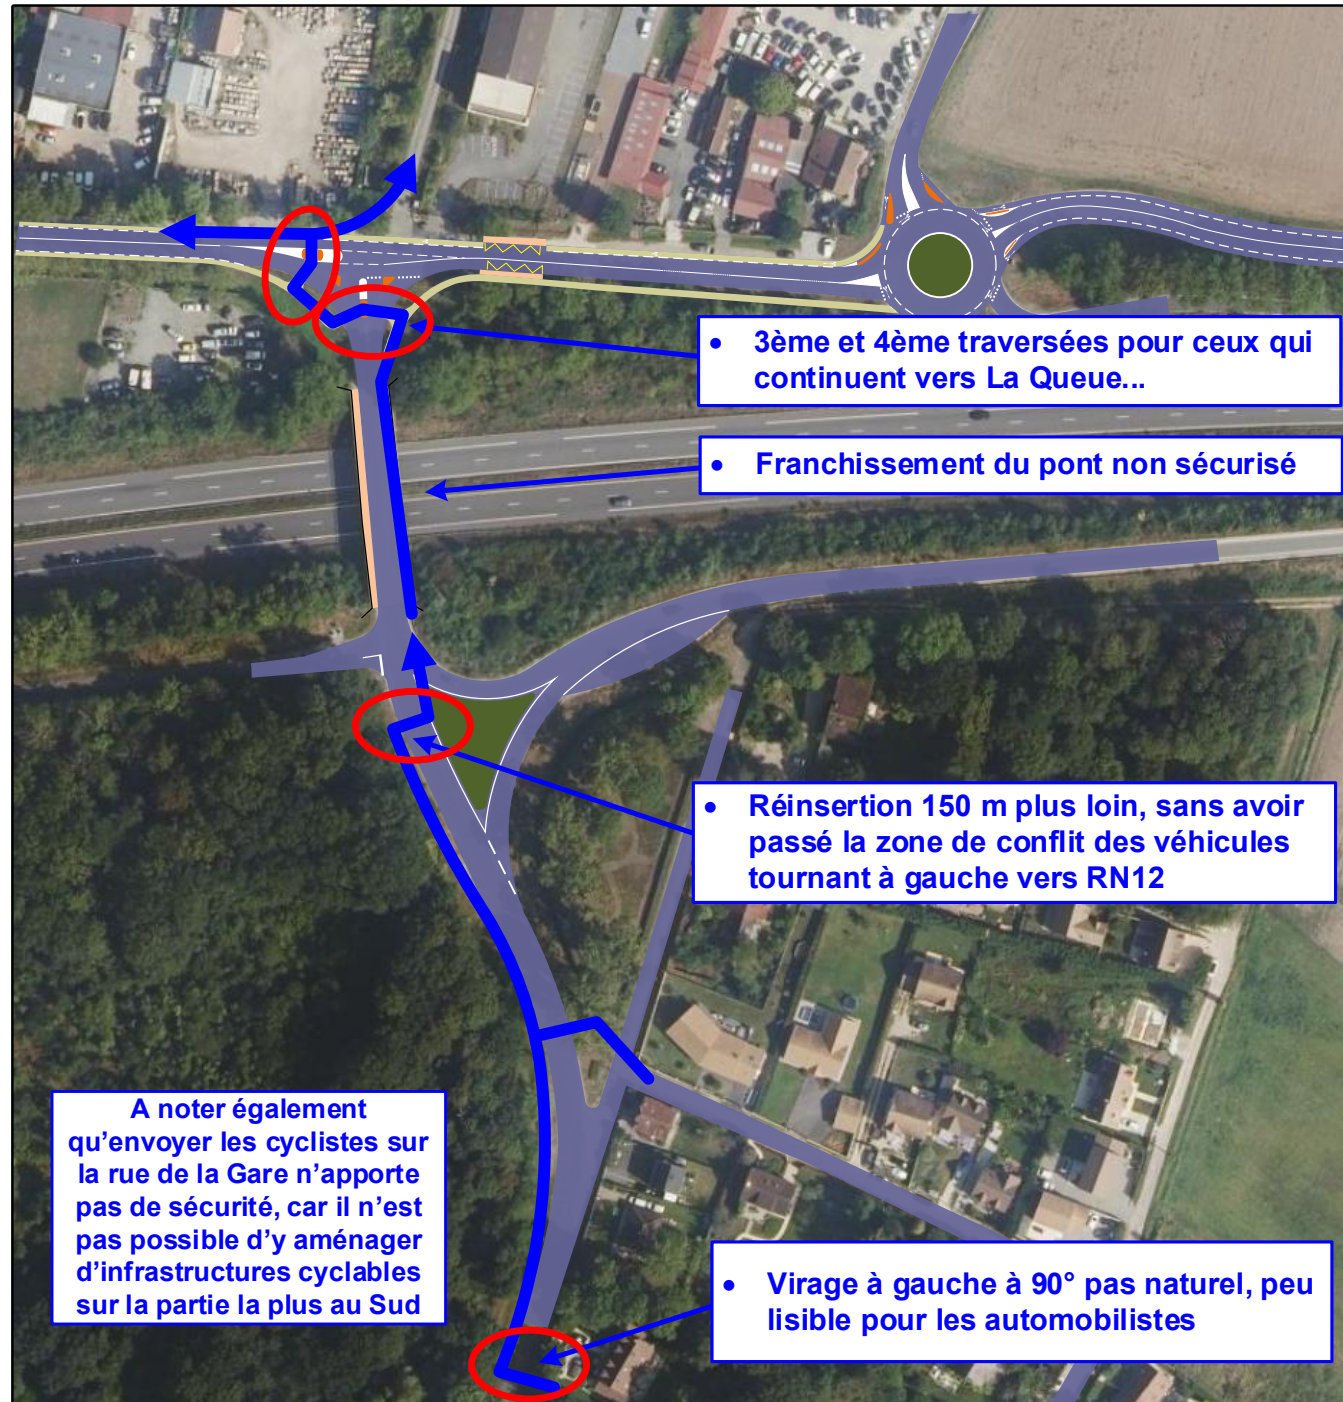 • 3ème et 4ème traversées pour ceux qui
continuent vers La Queue...
• Franchissement du pont non sécurisé
• Réinsertion 150 m plus loin, sans avoir
passé la zone de conflit des véhicules
tournant à gauche vers RN12
A noter également
qu’envoyer les cyclistes sur
la rue de la Gare n’apporte
pas de sécurité, car il n’est
pas possible d’y aménager
d’infrastructures cyclables
sur la partie la plus au Sud
• Virage à gauche à 90° pas naturel, peu
lisible pour les automobilistes